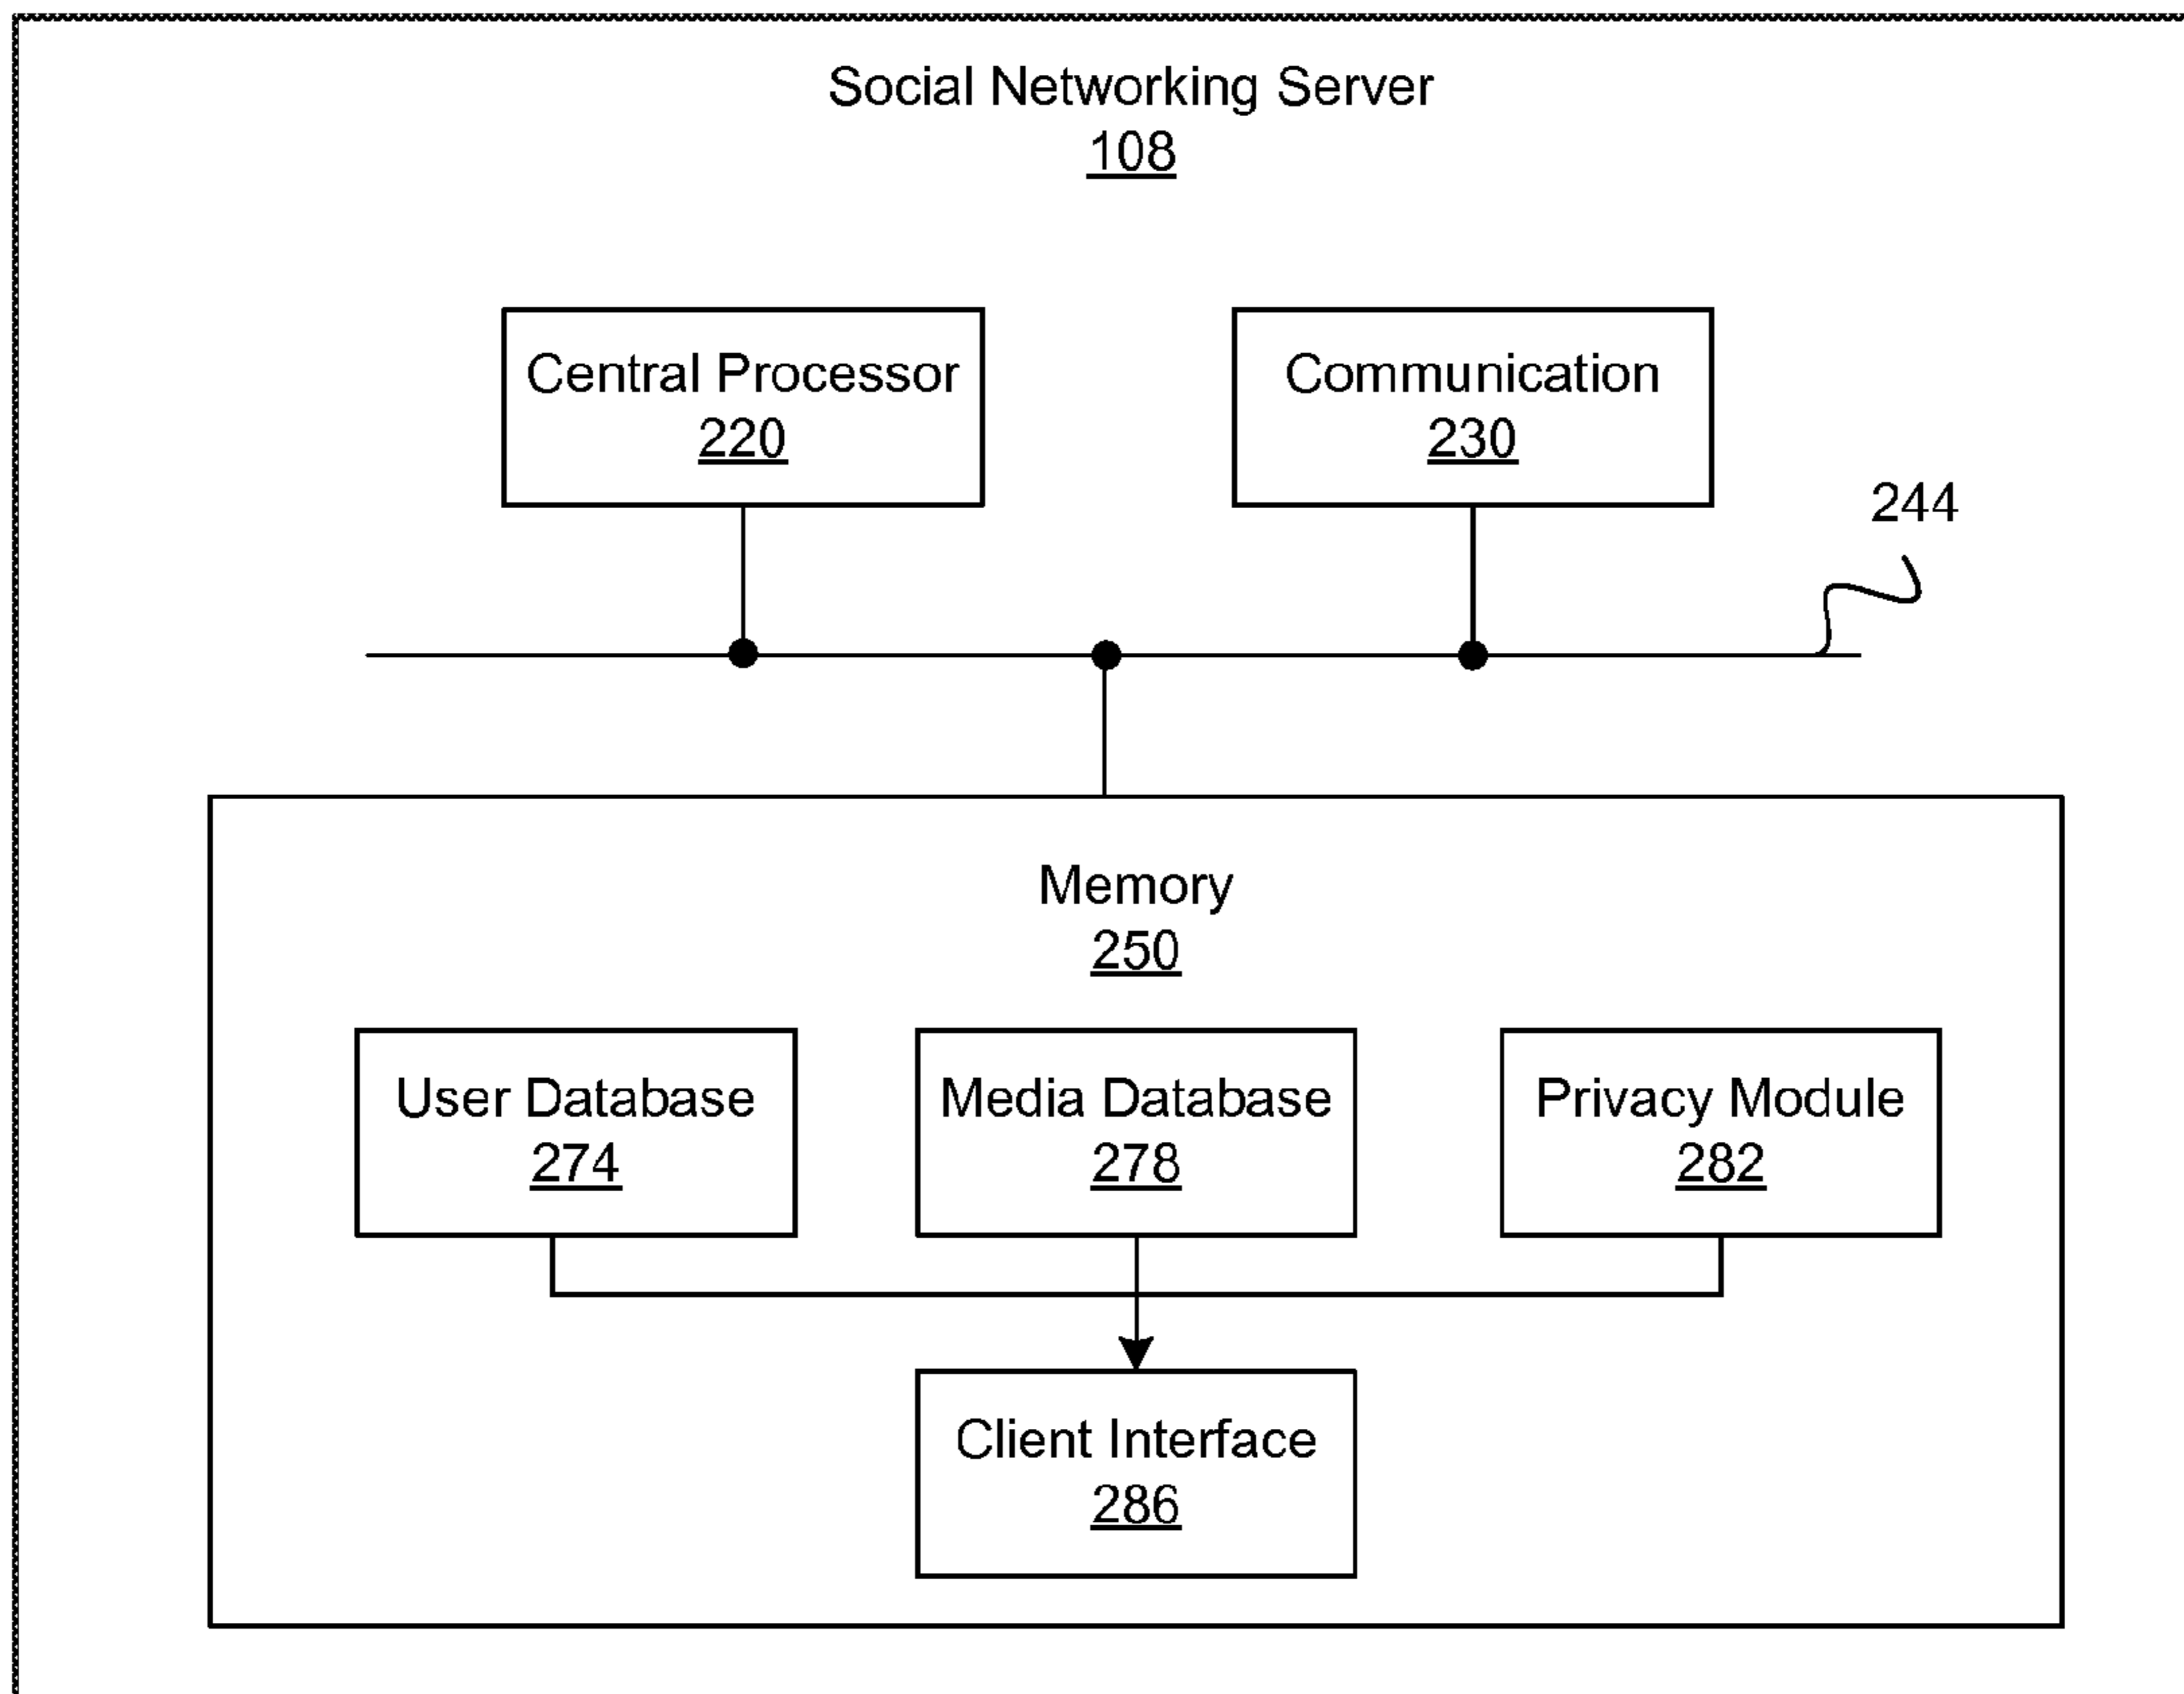 Social Networking Server
108
Central Processor
220
Communication
230
244
Memory
250
User Database
274
Media Database
278
Privacy Module
282
Client Interface
286